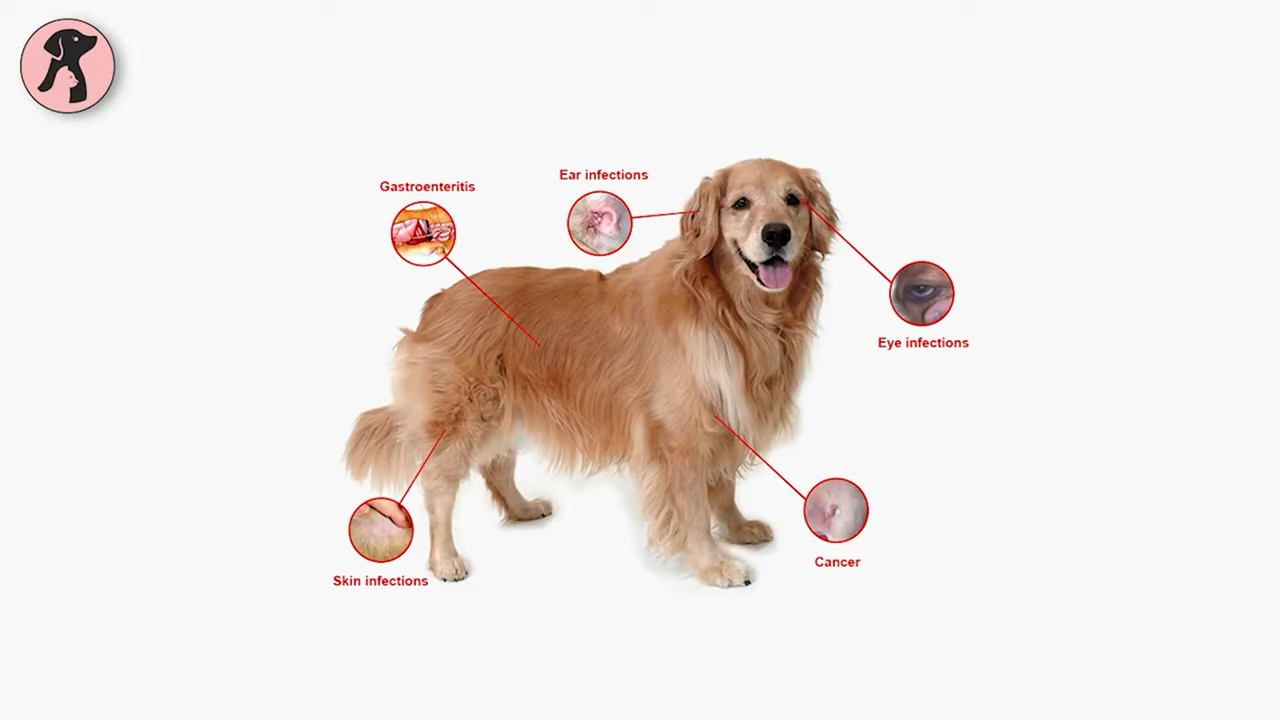 Ear infections
Gastroenteritis
Eye infections
Cancer
Skin infections